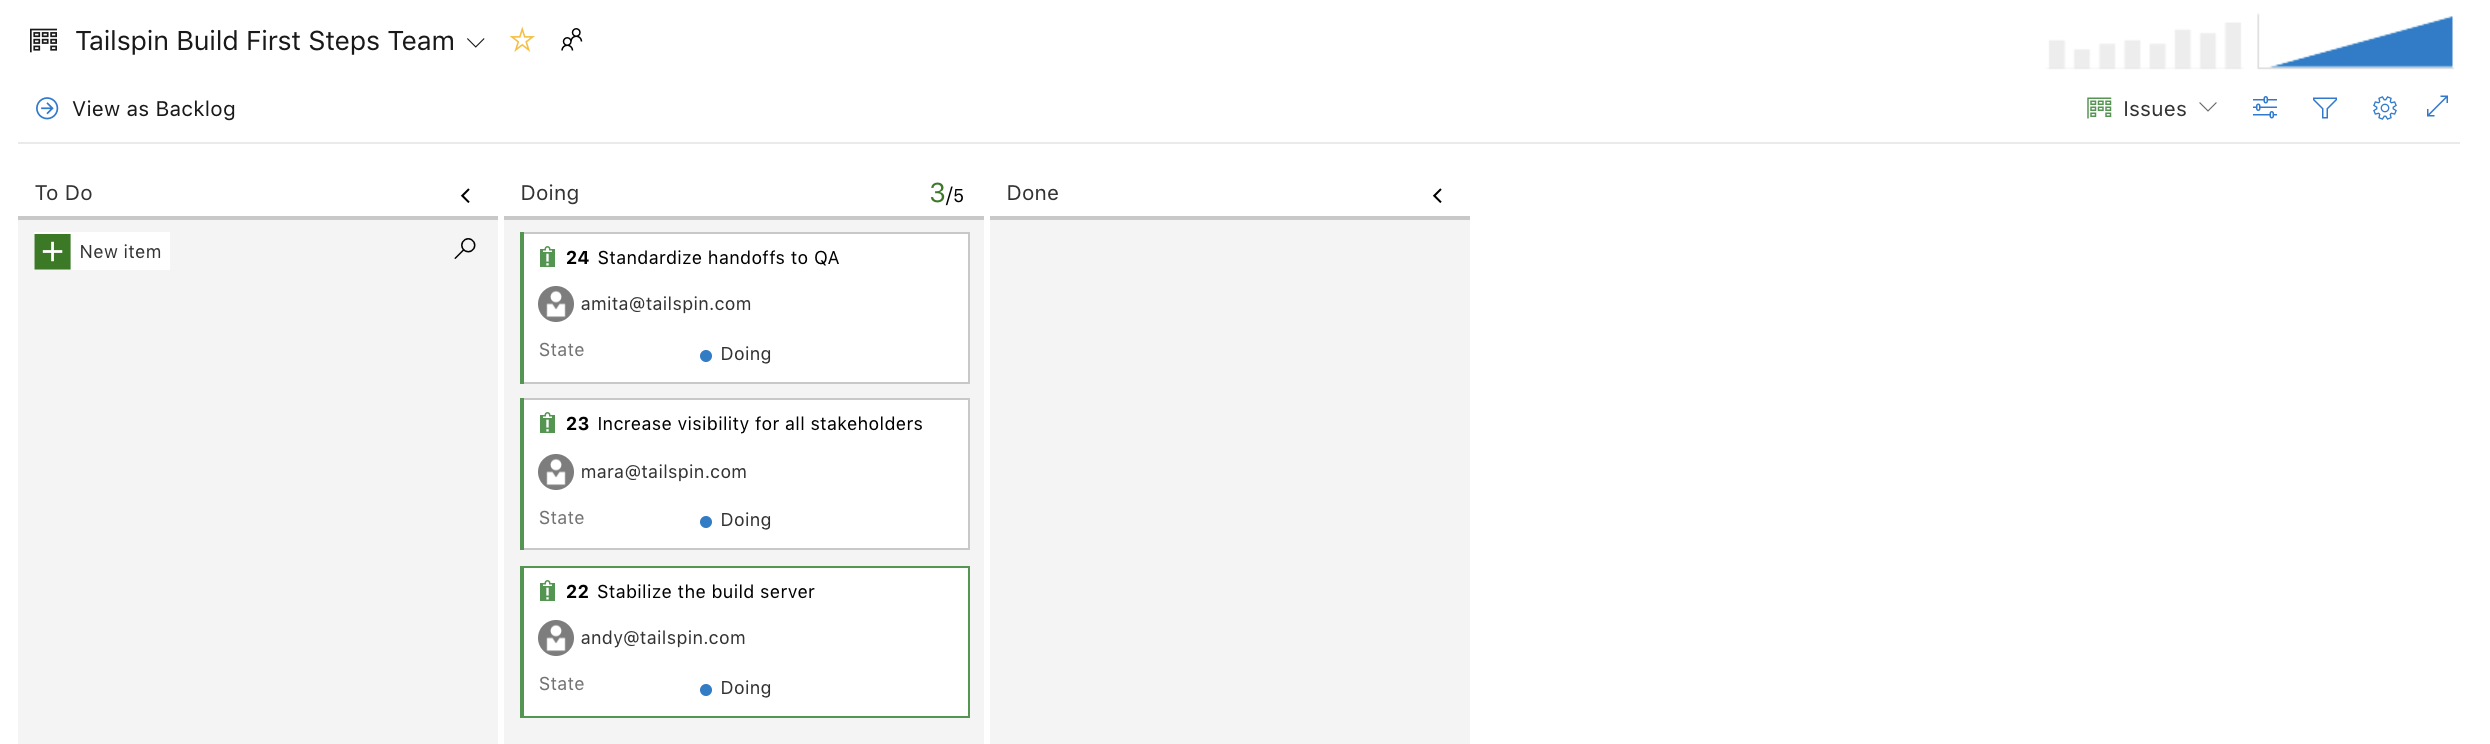 Tailspin Build First Steps Team
View as Backlog
Issues
To Do
Doing 3/5
Done
New item
24 Standardize handoffs to QA
amita@tailspin.com
State Doing
23 Increase visibility for all stakeholders
mara@tailspin.com
State Doing
22 Stabilize the build server
andy@tailspin.com
State Doing